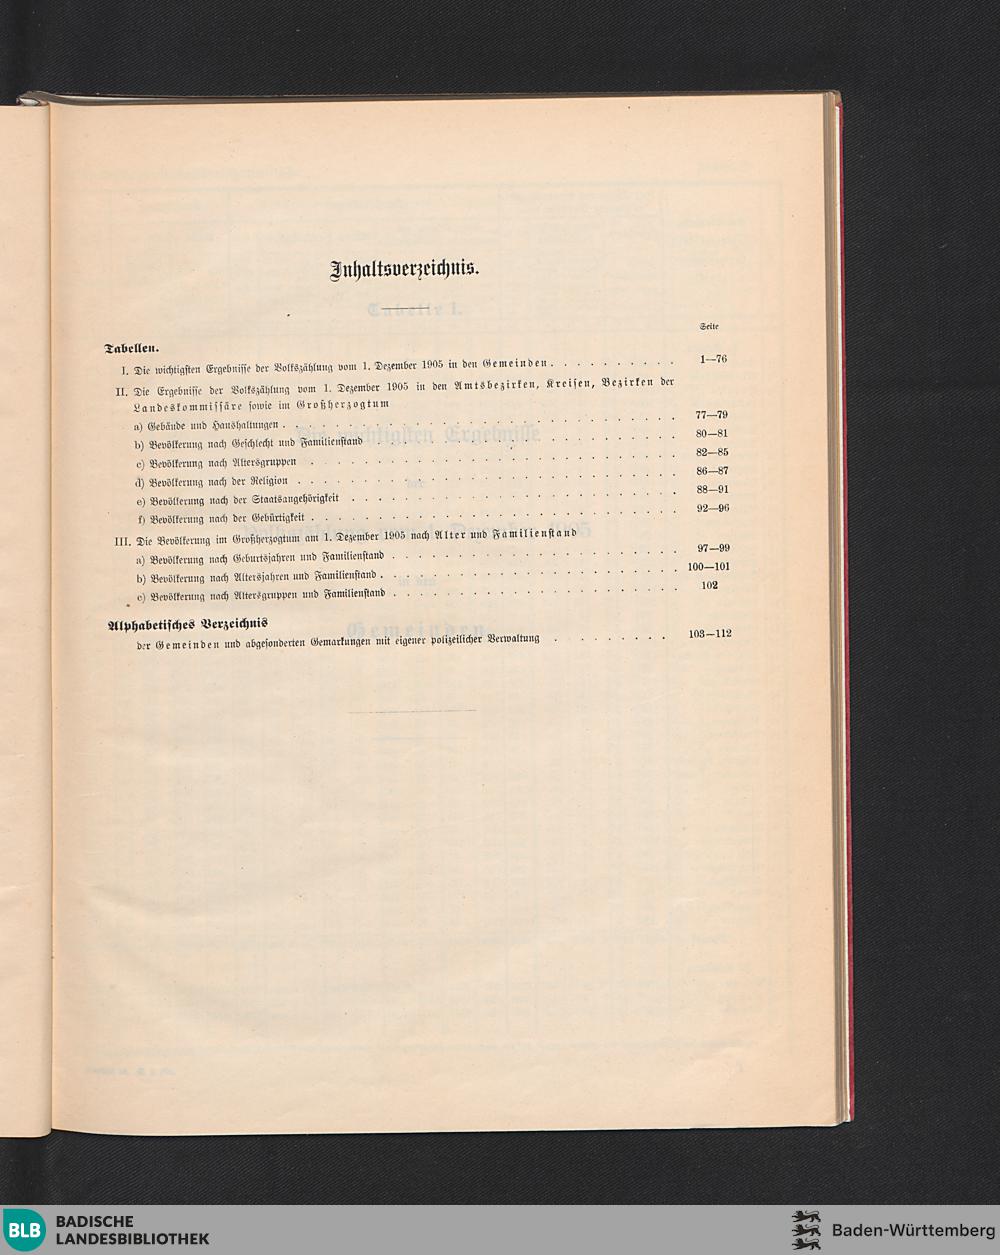 Inhaltsverzeichnis.
Seite
Tabellen.
I. Die wichtigsten Ergebnisse der Volkszählung vom 1. Dezember 1905 in den Gemeinden . . . . . . . . . . 1—76
II. Die Ergebnisse der Volkszählung vom 1. Dezember 1905 in den Amtsbezirken, Kreisen, Bezirken der
Landeskommissäre sowie im Großherzogtum
a) Gebäude und Haushaltungen . . . . . . . . . . . . . . . 77—79
b) Bevölkerung nach Geschlecht und Familienstand . . . . . . . . . . . . 80—81
c) Bevölkerung nach Altersgruppen . . . . . . . . . . . . . . 82—85
d) Bevölkerung nach der Religion . . . . . . . . . . . . . . . 86—87
e) Bevölkerung nach der Staatsangehörigkeit . . . . . . . . . . . . . 88—91
f) Bevölkerung nach der Gebürtigkeit . . . . . . . . . . . . . . 92—96
III. Die Bevölkerung im Großherzogtum am 1. Dezember 1905 nach Alter und Familienstand
a) Bevölkerung nach Geburtsjahren und Familienstand . . . . . . . . . . . 97—99
b) Bevölkerung nach Altersjahren und Familienstand . . . . . . . . . . . . 100—101
c) Bevölkerung nach Altersgruppen und Familienstand . . . . . . . . . . . 102
Alphabetisches Verzeichnis
der Gemeinden und abgesonderten Gemarkungen mit eigener polizeilicher Verwaltung . . . . . . . . . 103—112
BLB BADISCHE
LANDESBIBLIOTHEK
Baden-Württemberg